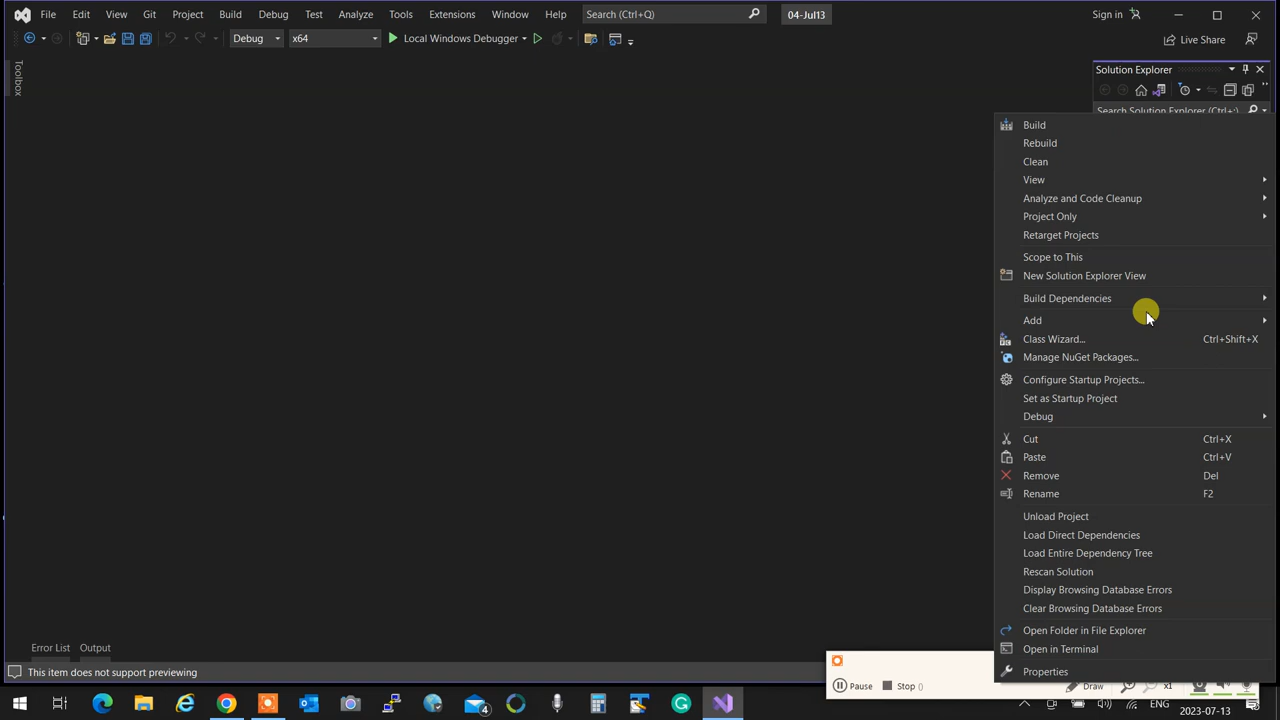 File Edit View Git Project Build Debug Test Analyze Tools Extensions Window Help Search (Ctrl+Q) 04-Jul13 Sign in
Debug x64 Local Windows Debugger Live Share
Toolbox
Solution Explorer
Search Solution Explorer (Ctrl+;)
Build
Rebuild
Clean
View
Analyze and Code Cleanup
Project Only
Retarget Projects
Scope to This
New Solution Explorer View
Build Dependencies
Add
Class Wizard... Ctrl+Shift+X
Manage NuGet Packages...
Configure Startup Projects...
Set as Startup Project
Debug
Cut Ctrl+X
Paste Ctrl+V
Remove Del
Rename F2
Unload Project
Load Direct Dependencies
Load Entire Dependency Tree
Rescan Solution
Display Browsing Database Errors
Clear Browsing Database Errors
Open Folder in File Explorer
Open in Terminal
Properties
Error List Output
This item does not support previewing
Pause Stop () Draw x1
4 ENG 2023-07-13